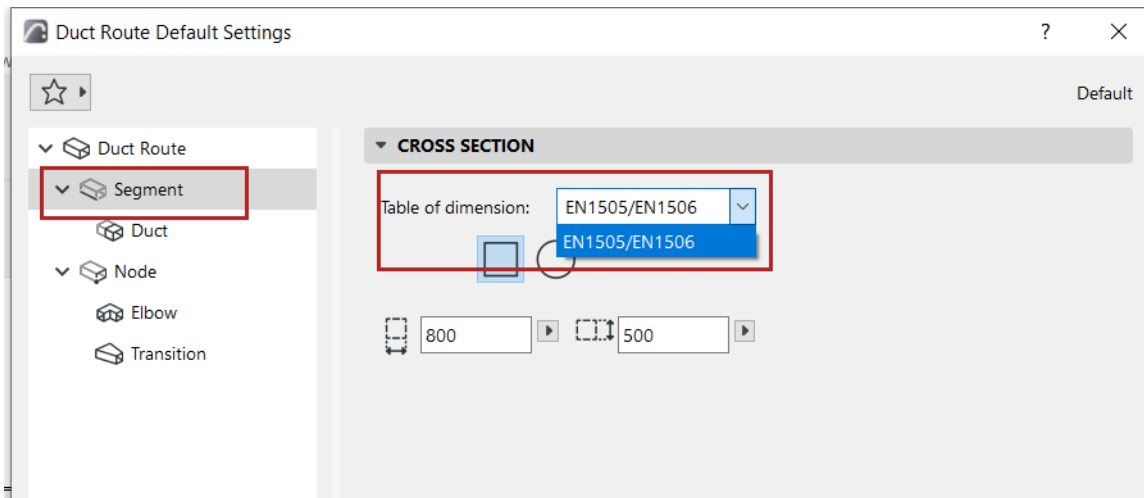 Duct Route Default Settings ?
Default
Duct Route
Segment
Duct
Node
Elbow
Transition
CROSS SECTION
Table of dimension: EN1505/EN1506
EN1505/EN1506
800 500